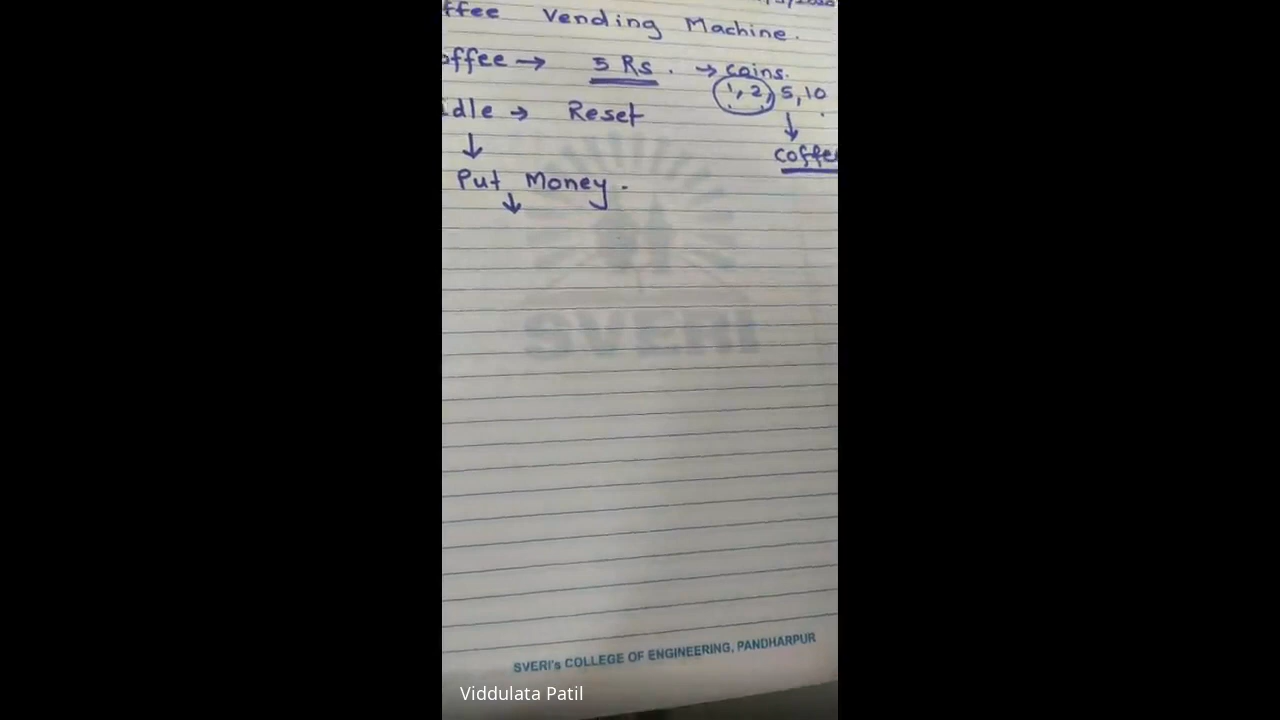 ffee Vending Machine.
offee → 5 Rs. → coins.
1, 2, 5, 10
Idle → Reset
↓ coffee
↓
Put Money.
↓
SVERI's COLLEGE OF ENGINEERING, PANDHARPUR
Viddulata Patil